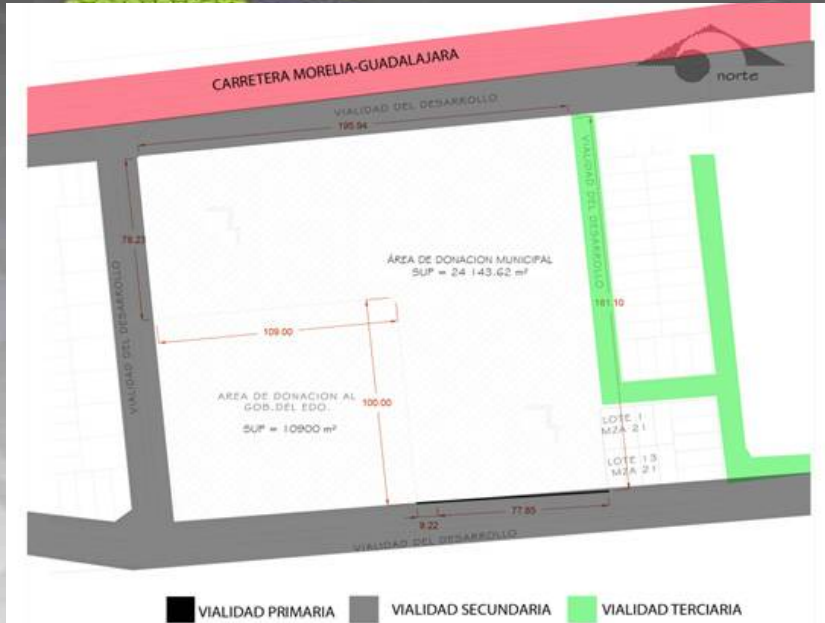 CARRETERA MORELIA-GUADALAJARA
norte
VIALIDAD DEL DESARROLLO
195.94
78.23
VIALIDAD DEL DESARROLLO
VIALIDAD DEL DESARROLLO
ÁREA DE DONACION MUNICIPAL
SUP = 24 143.62 m²
161.10
109.00
100.00
AREA DE DONACION AL
GOB.DEL EDO.
SUP = 10900 m²
LOTE 1
MZA 21
LOTE 13
MZA 21
8.22
77.85
VIALIDAD DEL DESARROLLO
VIALIDAD PRIMARIA
VIALIDAD SECUNDARIA
VIALIDAD TERCIARIA